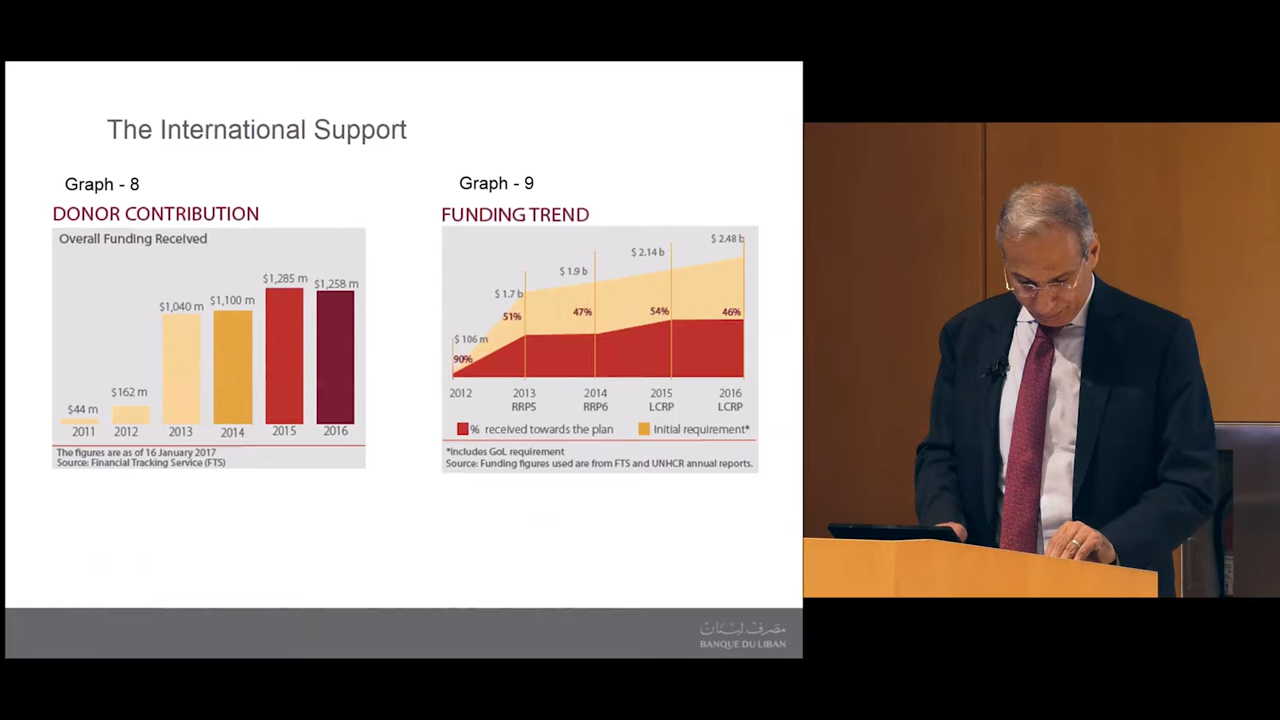 The International Support
Graph - 8
DONOR CONTRIBUTION
Overall Funding Received
$44 m
$162 m
$1,040 m
$1,100 m
$1,285 m
$1,258 m
2011
2012
2013
2014
2015
2016
The figures are as of 16 January 2017
Source: Financial Tracking Service (FTS)
Graph - 9
FUNDING TREND
$ 106 m
$ 1.7 b
$ 1.9 b
$ 2.14 b
$ 2.48 b
90%
51%
47%
54%
46%
2012
2013
RRP5
2014
RRP6
2015
LCRP
2016
LCRP
% received towards the plan
Initial requirement*
*includes GoL requirement
Source: Funding figures used are from FTS and UNHCR annual reports.
مصرف لبنان
BANQUE DU LIBAN